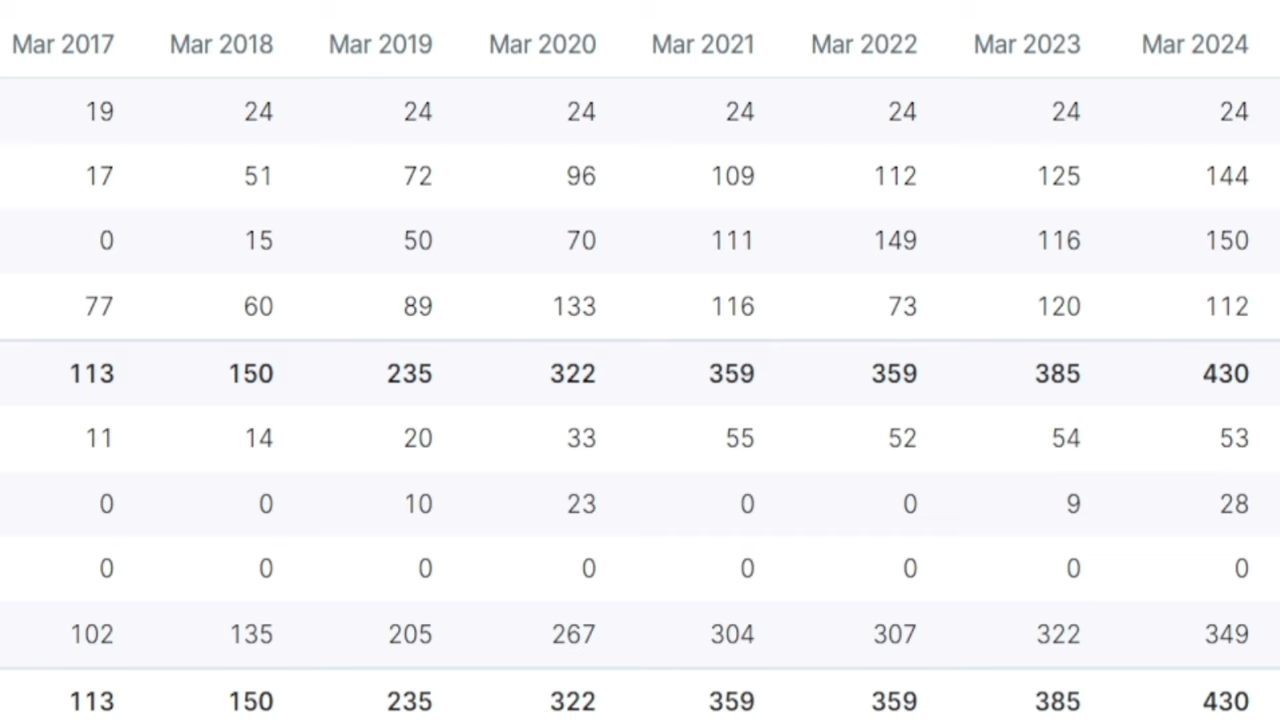 Mar 2017 Mar 2018 Mar 2019 Mar 2020 Mar 2021 Mar 2022 Mar 2023 Mar 2024
19 24 24 24 24 24 24 24
17 51 72 96 109 112 125 144
0 15 50 70 111 149 116 150
77 60 89 133 116 73 120 112
113 150 235 322 359 359 385 430
11 14 20 33 55 52 54 53
0 0 10 23 0 0 9 28
0 0 0 0 0 0 0 0
102 135 205 267 304 307 322 349
113 150 235 322 359 359 385 430